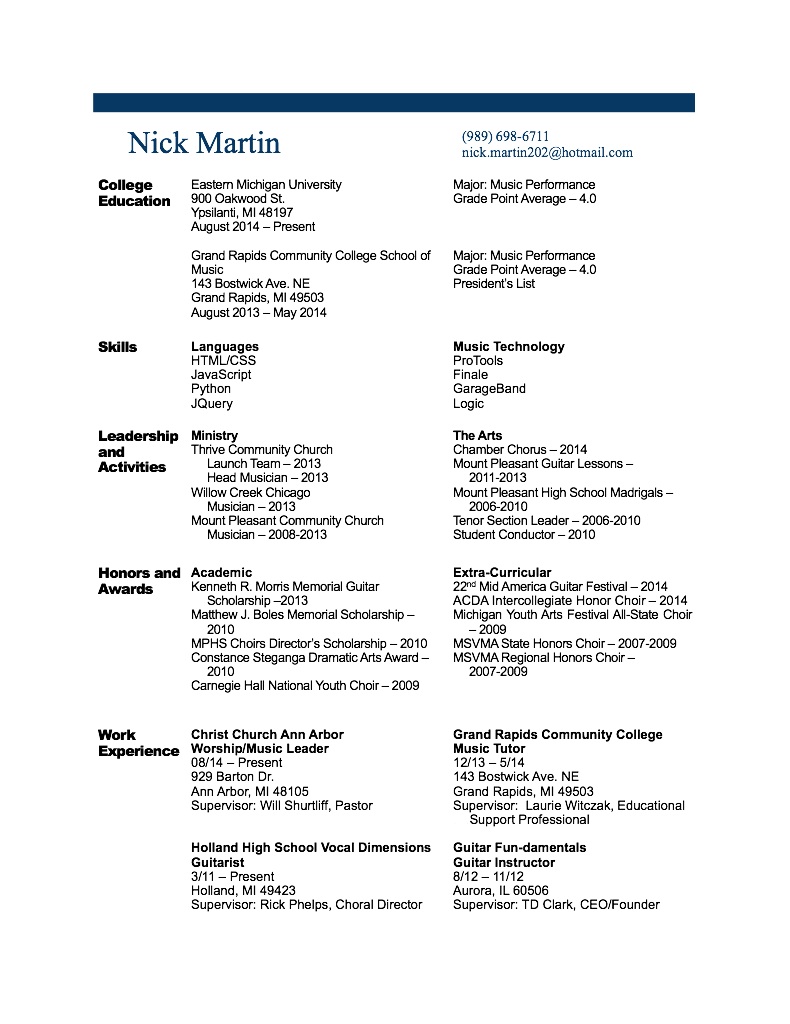 Nick Martin
(989) 698-6711
nick.martin202@hotmail.com
College
Education
Eastern Michigan University
900 Oakwood St.
Ypsilanti, MI 48197
August 2014 – Present
Major: Music Performance
Grade Point Average – 4.0
Grand Rapids Community College School of
Music
143 Bostwick Ave. NE
Grand Rapids, MI 49503
August 2013 – May 2014
Major: Music Performance
Grade Point Average – 4.0
President's List
Skills
Languages
HTML/CSS
JavaScript
Python
JQuery
Music Technology
ProTools
Finale
GarageBand
Logic
Leadership
and
Activities
Ministry
Thrive Community Church
Launch Team – 2013
Head Musician – 2013
Willow Creek Chicago
Musician – 2013
Mount Pleasant Community Church
Musician – 2008-2013
The Arts
Chamber Chorus – 2014
Mount Pleasant Guitar Lessons –
2011-2013
Mount Pleasant High School Madrigals –
2006-2010
Tenor Section Leader – 2006-2010
Student Conductor – 2010
Honors and
Awards
Academic
Kenneth R. Morris Memorial Guitar
Scholarship –2013
Matthew J. Boles Memorial Scholarship –
2010
MPHS Choirs Director's Scholarship – 2010
Constance Steganga Dramatic Arts Award –
2010
Carnegie Hall National Youth Choir – 2009
Extra-Curricular
22nd Mid America Guitar Festival – 2014
ACDA Intercollegiate Honor Choir – 2014
Michigan Youth Arts Festival All-State Choir
– 2009
MSVMA State Honors Choir – 2007-2009
MSVMA Regional Honors Choir –
2007-2009
Work
Experience
Christ Church Ann Arbor
Worship/Music Leader
08/14 – Present
929 Barton Dr.
Ann Arbor, MI 48105
Supervisor: Will Shurtliff, Pastor
Grand Rapids Community College
Music Tutor
12/13 – 5/14
143 Bostwick Ave. NE
Grand Rapids, MI 49503
Supervisor:  Laurie Witczak, Educational
Support Professional
Holland High School Vocal Dimensions
Guitarist
3/11 – Present
Holland, MI 49423
Supervisor: Rick Phelps, Choral Director
Guitar Fun-damentals
Guitar Instructor
8/12 – 11/12
Aurora, IL 60506
Supervisor: TD Clark, CEO/Founder